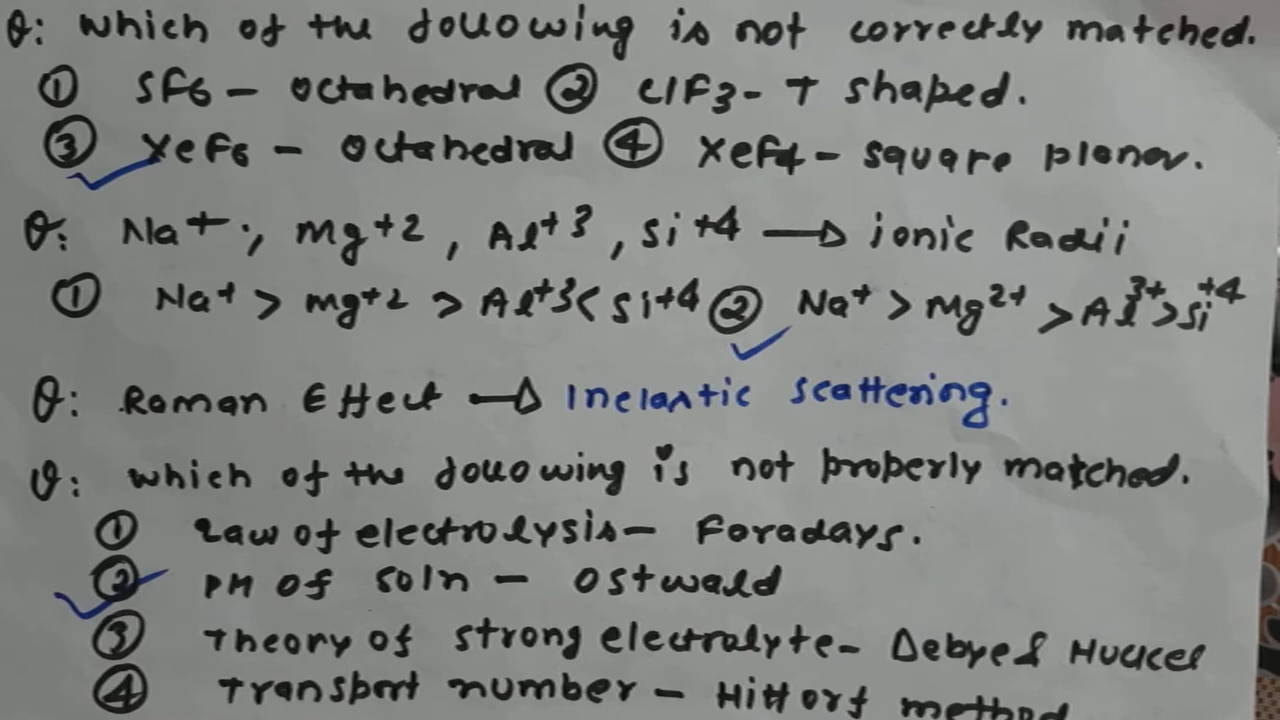 Q: which of the following is not correctly matched.
① SF6 – octahedral ② ClF3 - T shaped.
③ XeF6 – octahedral ④ XeF4 – square planar.
Q: Na+, Mg+2, Al+3, Si+4 → ionic Radii
① Na+ > Mg+2 > Al+3 < Si+4 ② Na+ > Mg2+ > Al3+ > Si+4
Q: Raman Effect → Inelastic scattering.
Q: which of the following is not properly matched.
① Law of electrolysis – Faradays.
② PH of soln – Ostwald
③ Theory of strong electrolyte – Debye & Huckel
④ Transport number – Hittorf method